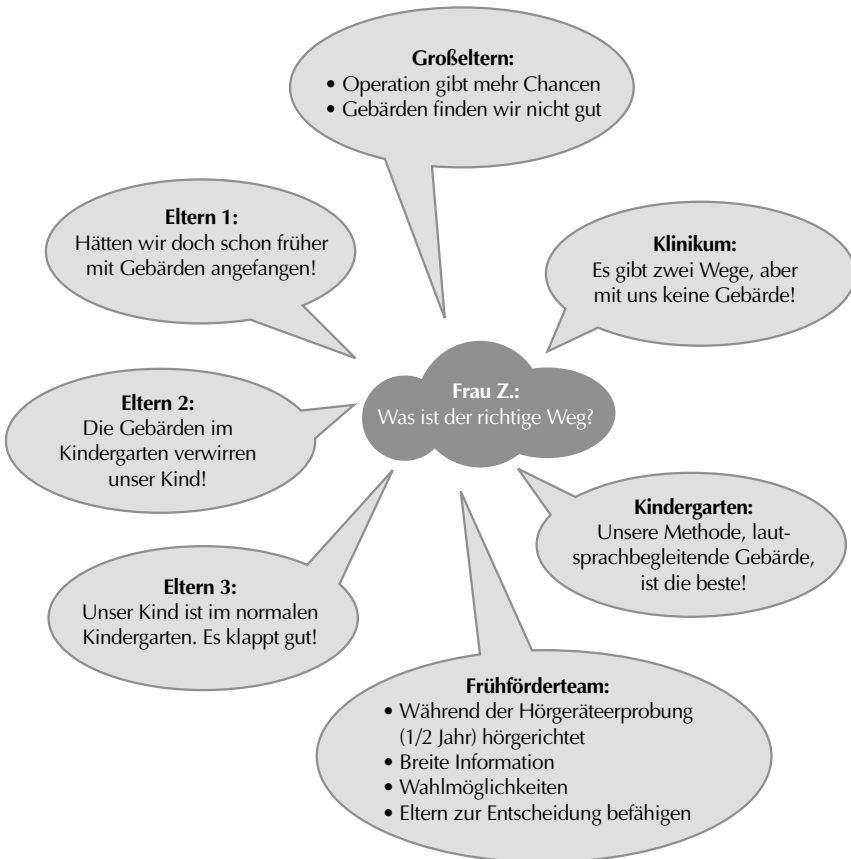 Großeltern:
• Operation gibt mehr Chancen
• Gebärden finden wir nicht gut
Eltern 1:
Hätten wir doch schon früher
mit Gebärden angefangen!
Klinikum:
Es gibt zwei Wege, aber
mit uns keine Gebärde!
Frau Z.:
Was ist der richtige Weg?
Eltern 2:
Die Gebärden im
Kindergarten verwirren
unser Kind!
Kindergarten:
Unsere Methode, laut-
sprachbegleitende Gebärde,
ist die beste!
Eltern 3:
Unser Kind ist im normalen
Kindergarten. Es klappt gut!
Frühförderteam:
• Während der Hörgeräteerprobung
(1/2 Jahr) hörgerichtet
• Breite Information
• Wahlmöglichkeiten
• Eltern zur Entscheidung befähigen